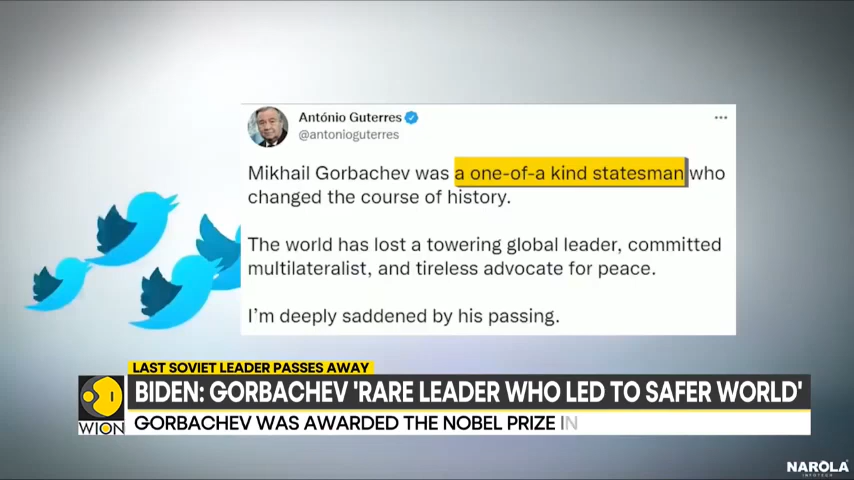 António Guterres
@antonioguterres
Mikhail Gorbachev was a one-of-a kind statesman who
changed the course of history.
The world has lost a towering global leader, committed
multilateralist, and tireless advocate for peace.
I'm deeply saddened by his passing.
LAST SOVIET LEADER PASSES AWAY
BIDEN: GORBACHEV 'RARE LEADER WHO LED TO SAFER WORLD'
GORBACHEV WAS AWARDED THE NOBEL PRIZE IN
WION
NAROLA
INFOTECH